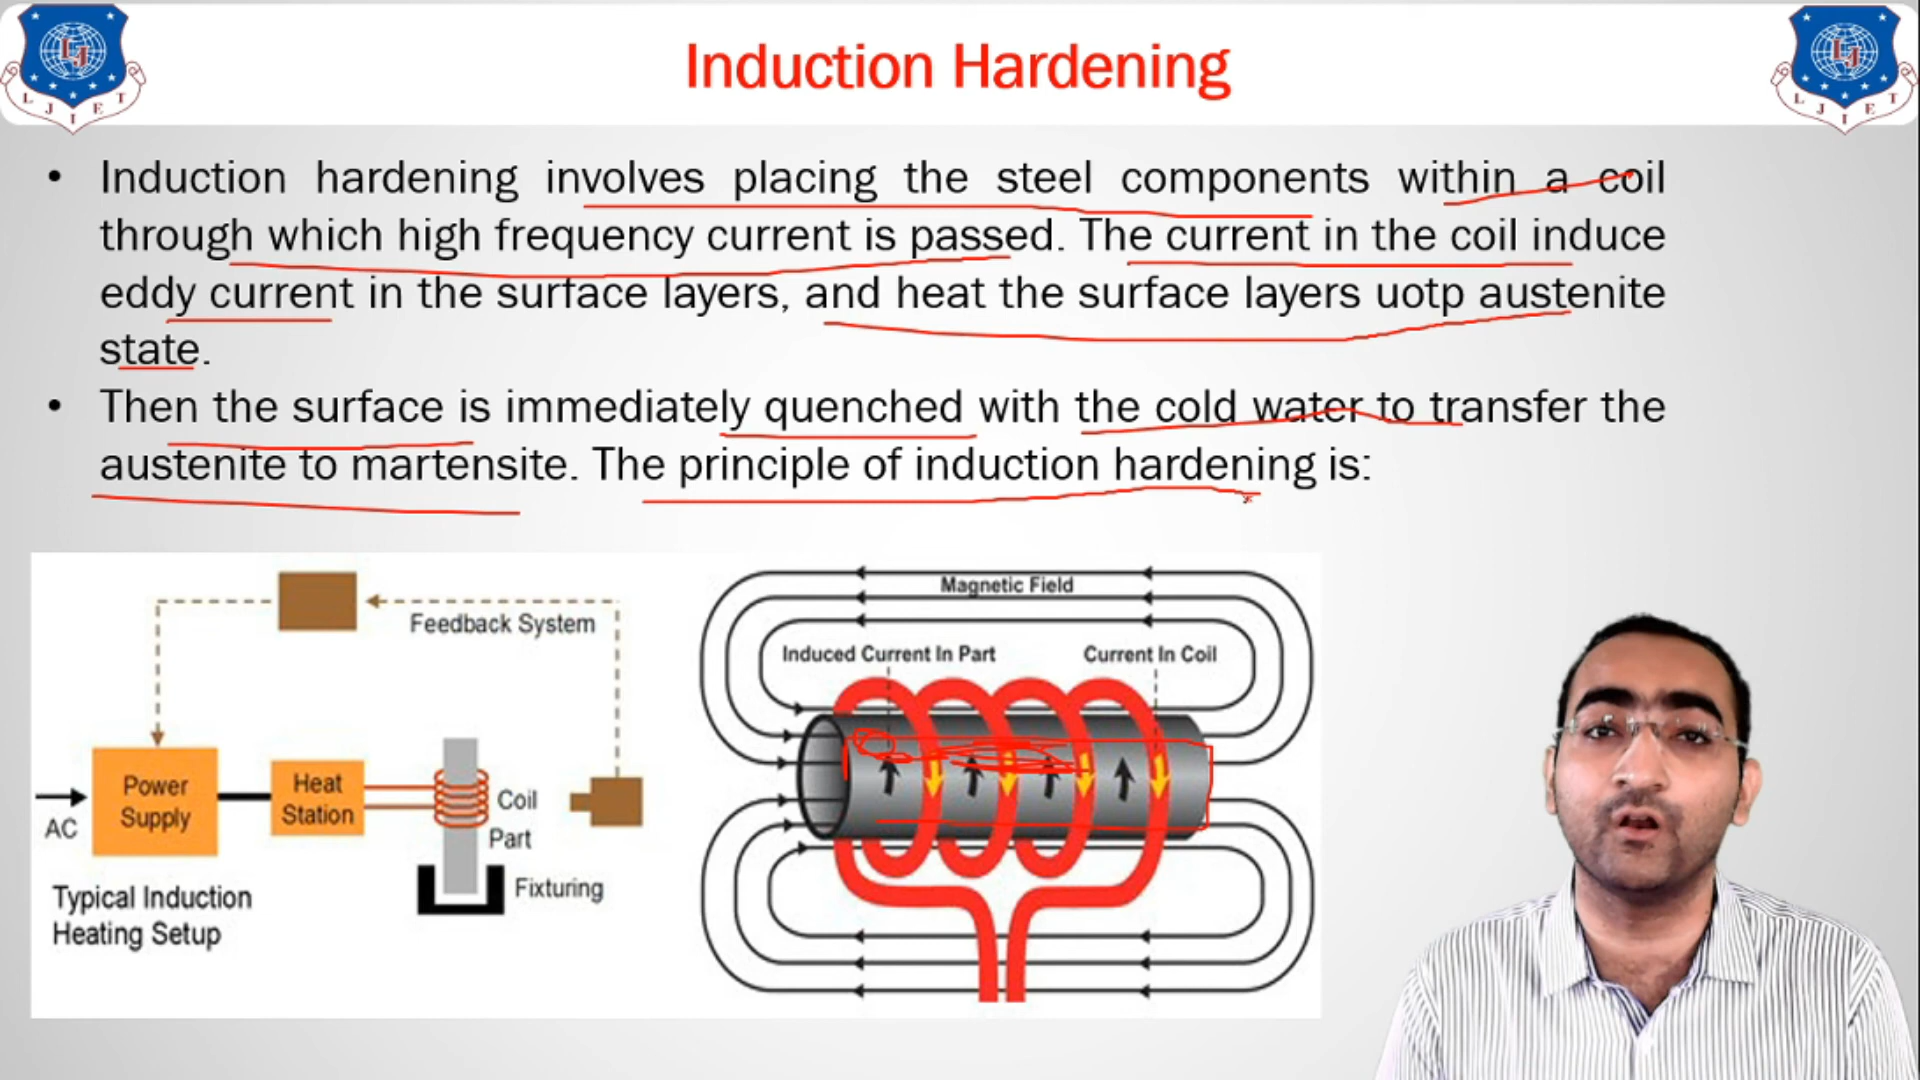 Induction Hardening
LJ
L J I E T
LJ
L J I E T
• Induction hardening involves placing the steel components within a coil
through which high frequency current is passed. The current in the coil induce
eddy current in the surface layers, and heat the surface layers uotp austenite
state.
• Then the surface is immediately quenched with the cold water to transfer the
austenite to martensite. The principle of induction hardening is:
Feedback System
Power
Supply
Heat
Station
AC
Coil
Part
Fixturing
Typical Induction
Heating Setup
Magnetic Field
Induced Current In Part
Current In Coil